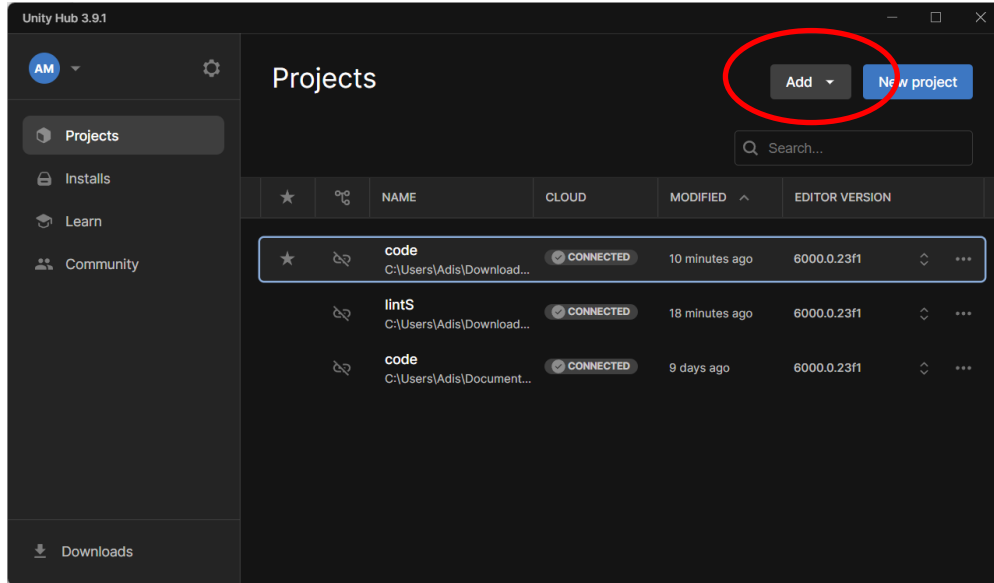 Unity Hub 3.9.1
AM
Projects
Installs
Learn
Community
Downloads
Projects
Add
New project
Search...
NAME CLOUD MODIFIED EDITOR VERSION
code
C:\Users\Adis\Download...
CONNECTED 10 minutes ago 6000.0.23f1
lintS
C:\Users\Adis\Download...
CONNECTED 18 minutes ago 6000.0.23f1
code
C:\Users\Adis\Document...
CONNECTED 9 days ago 6000.0.23f1